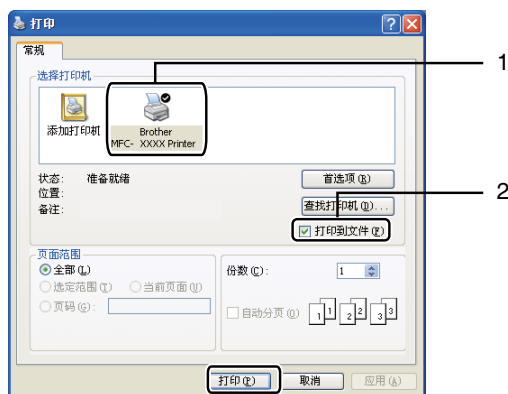 打印
常规
选择打印机
添加打印机
Brother
MFC- XXXX Printer
状态: 准备就绪
位置:
备注:
首选项(R)
查找打印机(D)...
打印到文件(F)
页面范围
全部(L)
选定范围(T) 当前页面(U)
页码(G):
份数(C): 1
自动分页(O)
1 1 2 2 3 3
打印(P) 取消 应用(A)
1
2